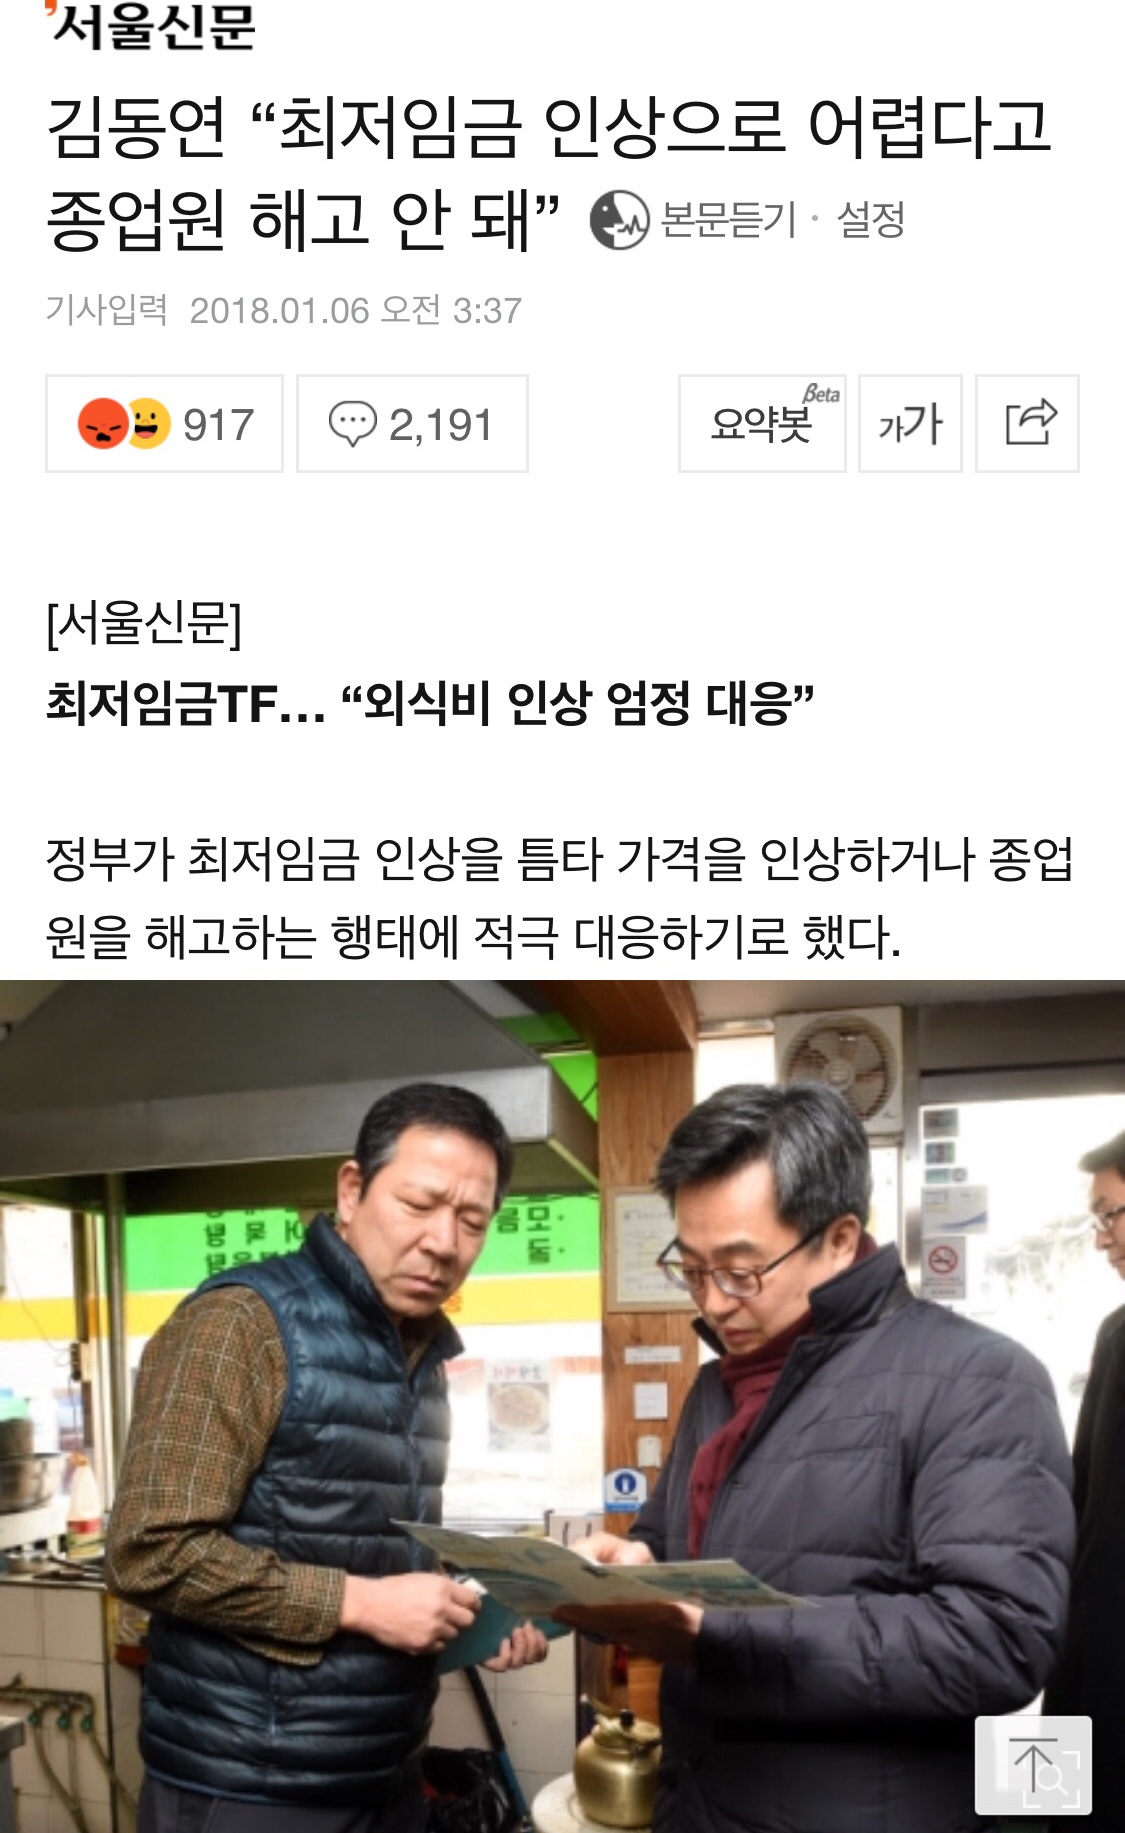 서울신문
김동연 “최저임금 인상으로 어렵다고
종업원 해고 안 돼” 본문듣기 · 설정
기사입력 2018.01.06 오전 3:37
917 2,191 요약봇 Beta 가가
[서울신문]
최저임금TF… “외식비 인상 엄정 대응”
정부가 최저임금 인상을 틈타 가격을 인상하거나 종업
원을 해고하는 행태에 적극 대응하기로 했다.